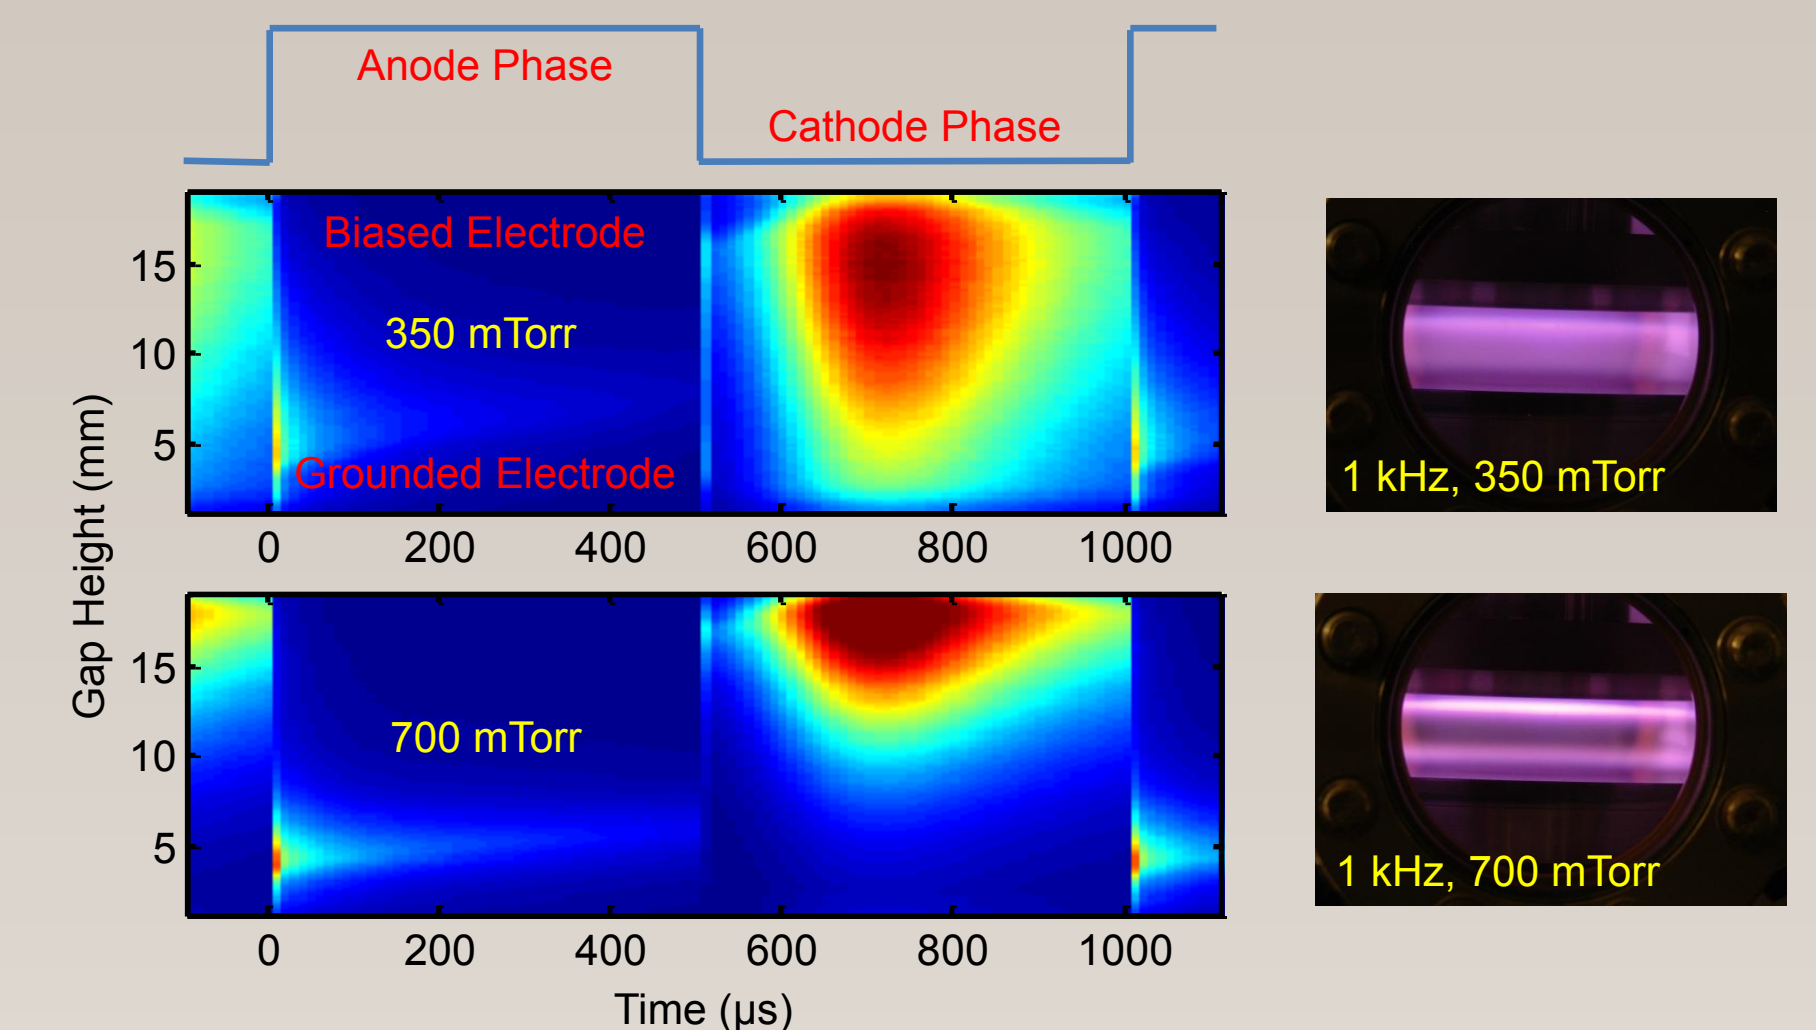 Anode Phase
Cathode Phase
Biased Electrode
350 mTorr
Grounded Electrode
15
10
5
0 200 400 600 800 1000
1 kHz, 350 mTorr
Gap Height (mm)
700 mTorr
15
10
5
0 200 400 600 800 1000
Time (µs)
1 kHz, 700 mTorr